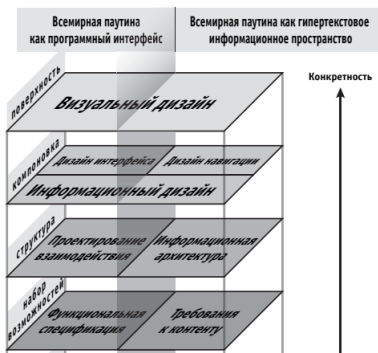 Всемирная паутина
как программный интерфейс
Всемирная паутина как гипертекстовое
информационное пространство
Конкретность
поверхность
Визуальный дизайн
компоновка
Дизайн интерфейса
Дизайн навигации
Информационный дизайн
структура
Проектирование
взаимодействия
Информационная
архитектура
набор
возможностей
Функциональная
спецификация
Требования
к контенту